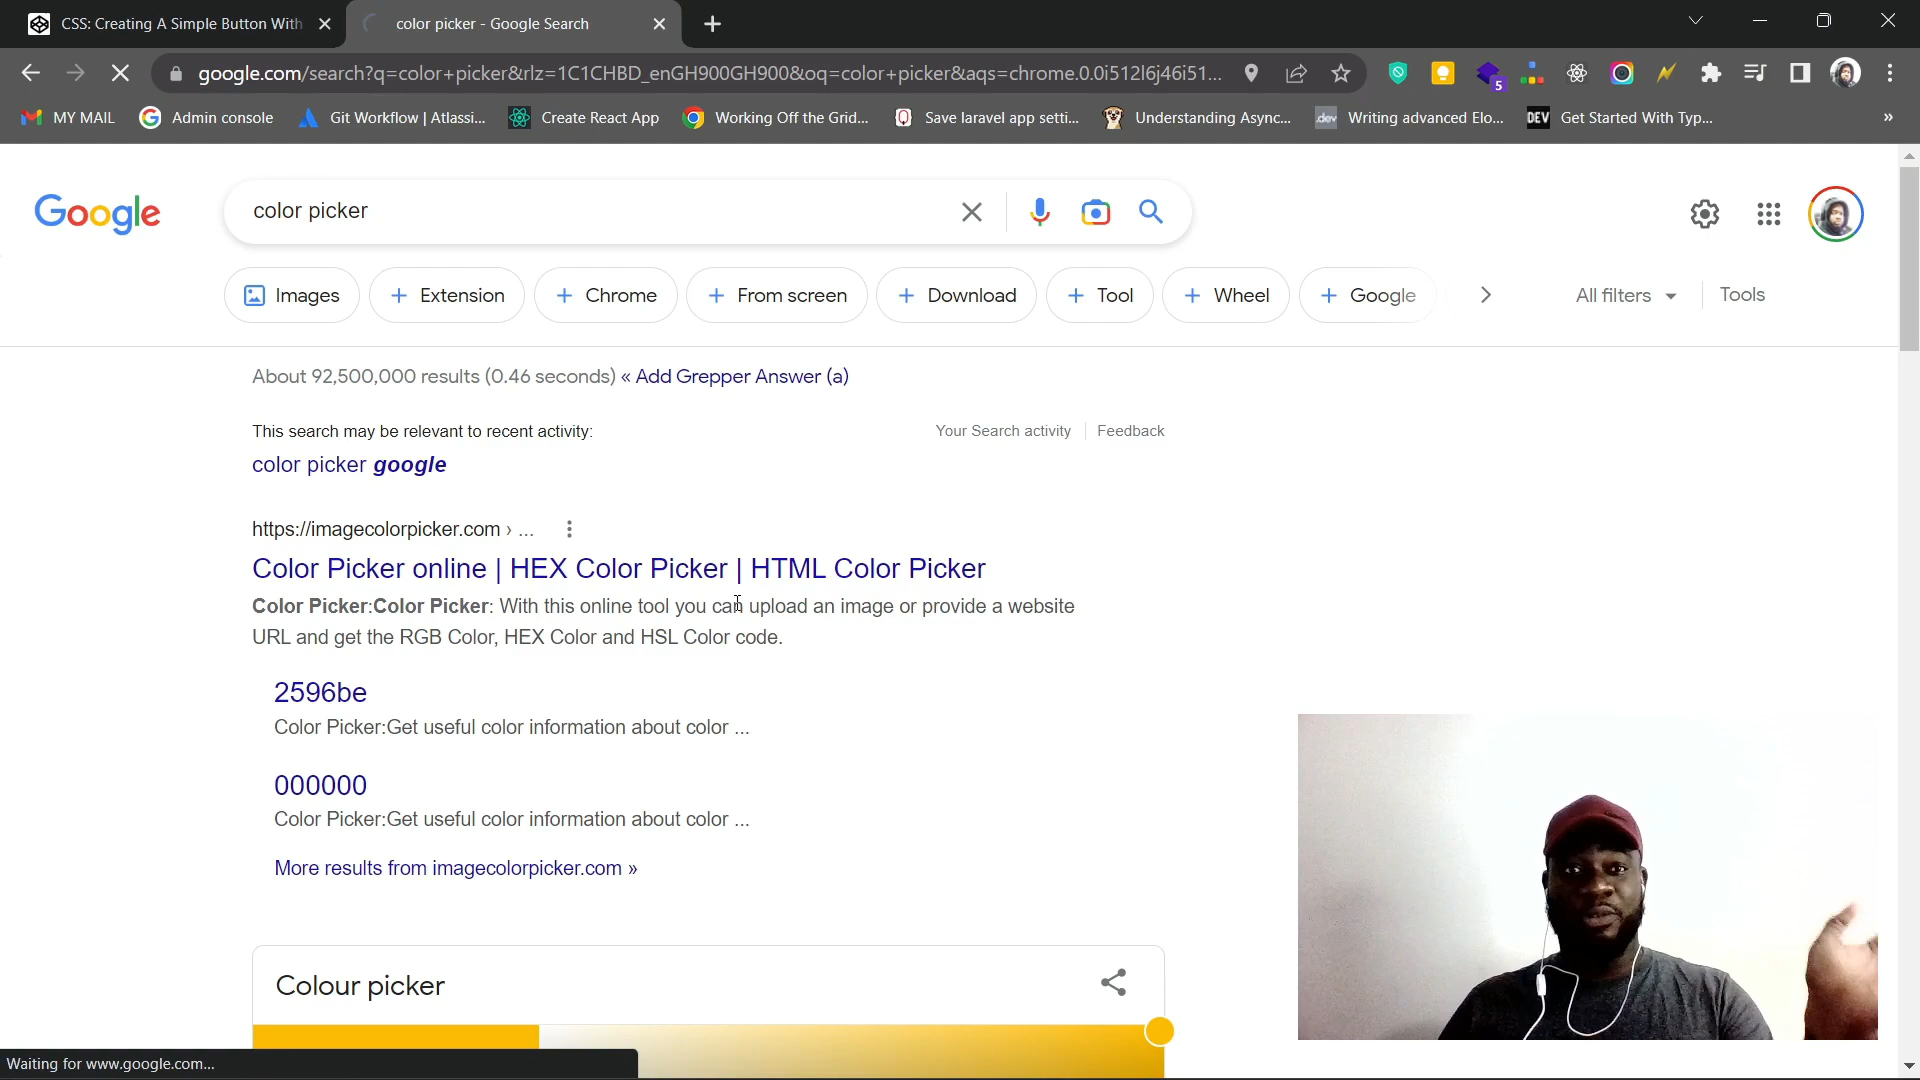 CSS: Creating A Simple Button With
color picker - Google Search
google.com/search?q=color+picker&rlz=1C1CHBD_enGH900GH900&oq=color+picker&aqs=chrome.0.0i512l6j46i51...
5
MY MAIL
Admin console
Git Workflow | Atlassi...
Create React App
Working Off the Grid...
Save laravel app setti...
Understanding Async...
.dev
Writing advanced Elo...
DEV
Get Started With Typ...
»
Google
color picker
Images
+ Extension
+ Chrome
+ From screen
+ Download
+ Tool
+ Wheel
+ Google
All filters
Tools
About 92,500,000 results (0.46 seconds) « Add Grepper Answer (a)
This search may be relevant to recent activity:
Your Search activity
Feedback
color picker google
https://imagecolorpicker.com › ...
Color Picker online | HEX Color Picker | HTML Color Picker
Color Picker:Color Picker: With this online tool you can upload an image or provide a website
URL and get the RGB Color, HEX Color and HSL Color code.
2596be
Color Picker:Get useful color information about color ...
000000
Color Picker:Get useful color information about color ...
More results from imagecolorpicker.com »
Colour picker
Waiting for www.google.com...